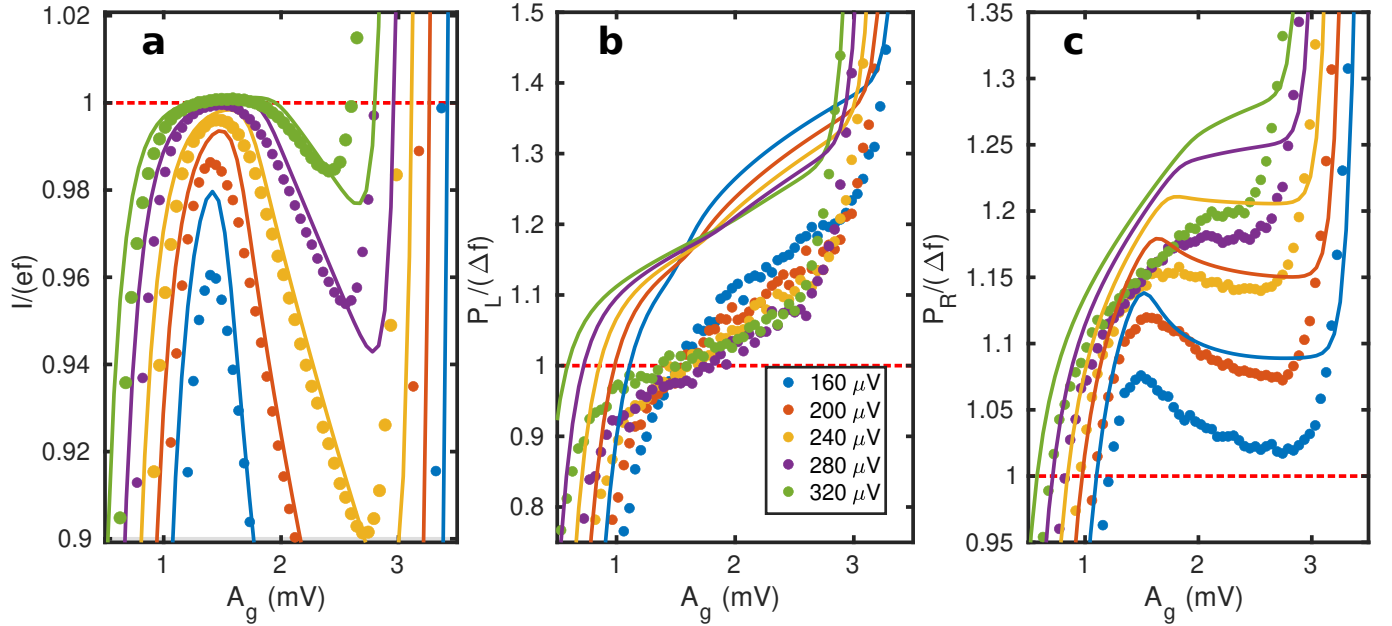 a
I/(ef)
1.02
1
0.98
0.96
0.94
0.92
0.9
1
2
3
A_g (mV)
b
P_L/(Δf)
1.5
1.4
1.3
1.2
1.1
1
0.9
0.8
1
2
3
A_g (mV)
160 μV
200 μV
240 μV
280 μV
320 μV
c
P_R/(Δf)
1.35
1.3
1.25
1.2
1.15
1.1
1.05
1
0.95
1
2
3
A_g (mV)